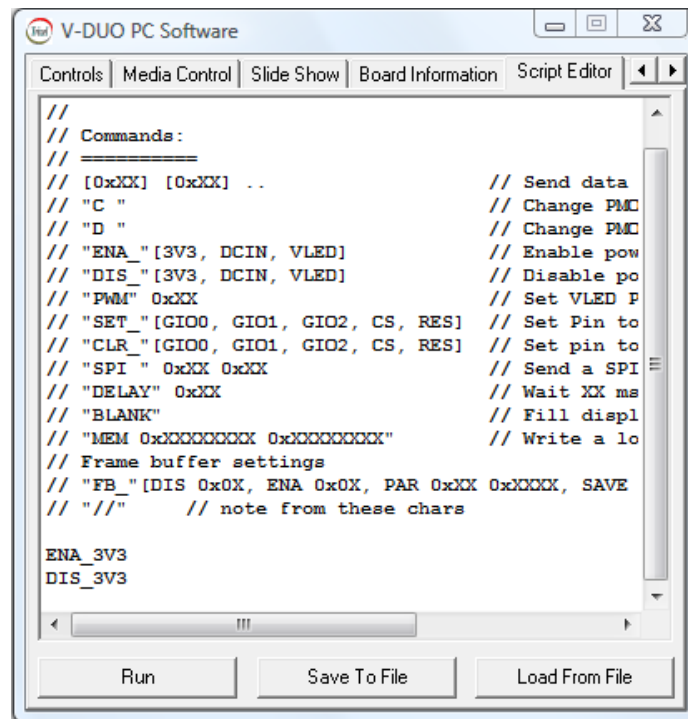 V-DUO PC Software
Controls Media Control Slide Show Board Information Script Editor
//
// Commands:
// ==========
// [0xXX] [0xXX] .. // Send data
// "C " // Change PMO
// "D " // Change PMO
// "ENA_"[3V3, DCIN, VLED] // Enable pow
// "DIS_"[3V3, DCIN, VLED] // Disable po
// "PWM" 0xXX // Set VLED P
// "SET_"[GIO0, GIO1, GIO2, CS, RES] // Set Pin to
// "CLR_"[GIO0, GIO1, GIO2, CS, RES] // Set pin to
// "SPI " 0xXX 0xXX // Send a SPI
// "DELAY" 0xXX // Wait XX ms
// "BLANK" // Fill displ
// "MEM 0xXXXXXXXX 0xXXXXXXXX" // Write a lo
// Frame buffer settings
// "FB_"[DIS 0x0X, ENA 0x0X, PAR 0xXX 0xXXXX, SAVE
// "//" // note from these chars
ENA_3V3
DIS_3V3
Run Save To File Load From File